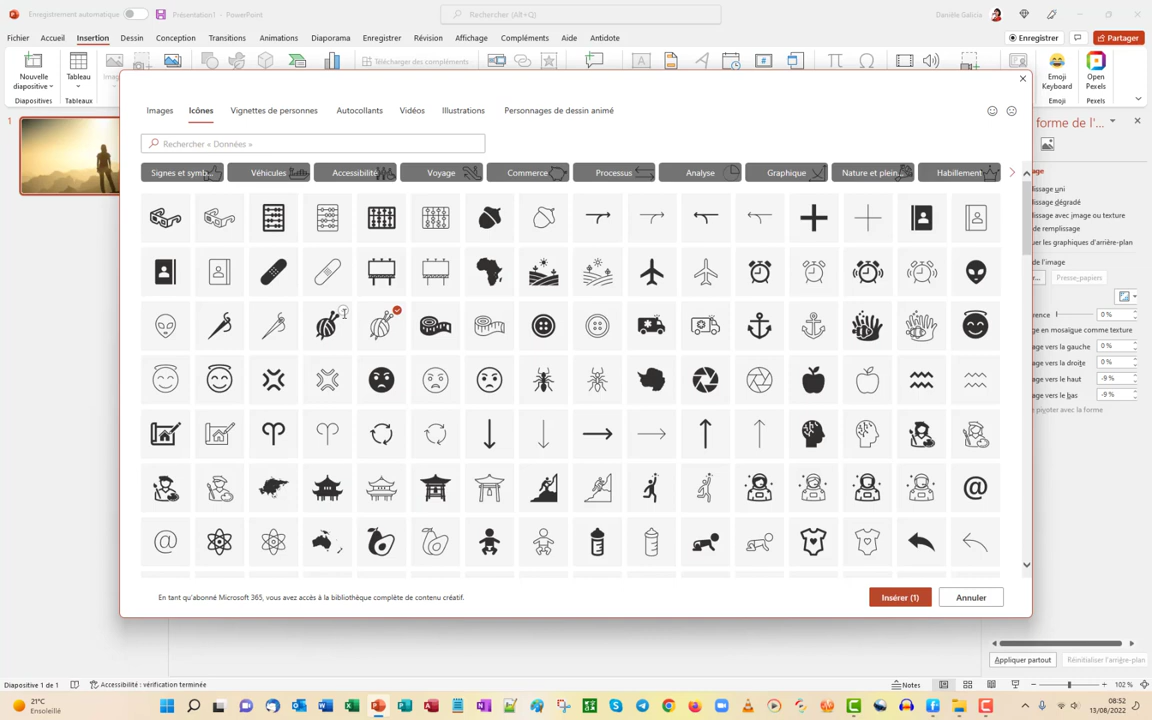 Enregistrement automatique
Présentation1 - PowerPoint
Rechercher (Alt+Q)
Danièle Galicia
Fichier Accueil Insertion Dessin Conception Transitions Animations Diaporama Enregistrer Révision Affichage Compléments Aide Antidote
Enregistrer
Partager
Télécharger des compléments
Nouvelle diapositive
Tableau
Emoji Keyboard
Open Pexels
Diapositives Tableaux
Emoji Pexels
1
Images Icônes Vignettes de personnes Autocollants Vidéos Illustrations Personnages de dessin animé
Rechercher « Données »
Signes et symb... Véhicules Accessibilité Voyage Commerce Processus Analyse Graphique Nature et plein... Habillement
En tant qu'abonné Microsoft 365, vous avez accès à la bibliothèque complète de contenu créatif.
Insérer (1) Annuler
forme de l'...
lissage uni
lissage dégradé
lissage avec image ou texture
de remplissage
uer les graphiques d'arrière-plan
de l'image
Presse-papiers
rence 0 %
ge en mosaïque comme texture
age vers la gauche 0 %
age vers la droite 0 %
age vers le haut -9 %
age vers le bas -9 %
pivoter avec la forme
Appliquer partout Réinitialiser l'arrière-plan
Diapositive 1 de 1 Accessibilité : vérification terminée Notes 102 %
21°C
Ensoleillé
08:52
13/08/2022